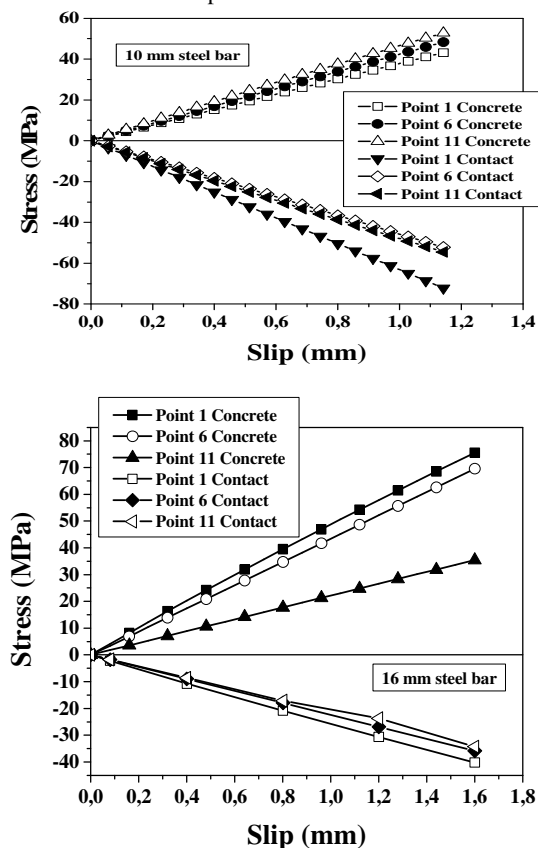 60
10 mm steel bar
40
20
0
-20
-40
-60
-80
Stress (MPa)
Point 1 Concrete
Point 6 Concrete
Point 11 Concrete
Point 1 Contact
Point 6 Contact
Point 11 Contact
0,0 0,2 0,4 0,6 0,8 1,0 1,2 1,4
Slip (mm)
Point 1 Concrete
Point 6 Concrete
Point 11 Concrete
Point 1 Contact
Point 6 Contact
Point 11 Contact
80
70
60
50
40
30
20
10
0
-10
-20
-30
-40
Stress (MPa)
16 mm steel bar
0,0 0,2 0,4 0,6 0,8 1,0 1,2 1,4 1,6 1,8
Slip (mm)